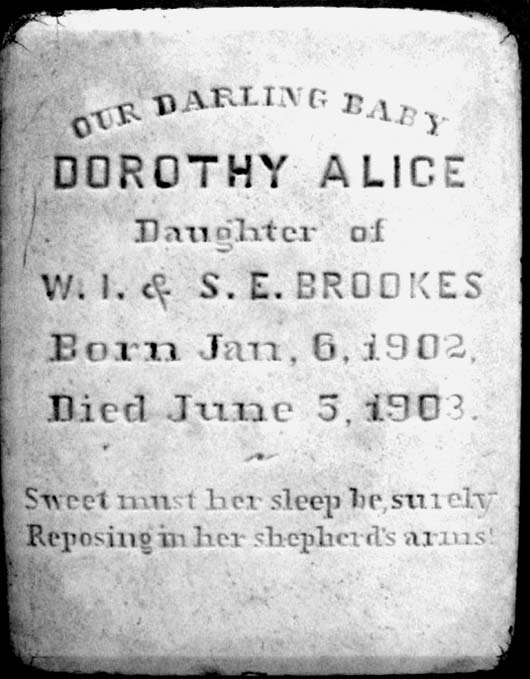 OUR DARLING BABY
DOROTHY ALICE
Daughter of
W. I. & S. E. BROOKES
Born Jan. 6, 1902,
Died June 5, 1903.
Sweet must her sleep be, surely
Reposing in her shepherd's arms!